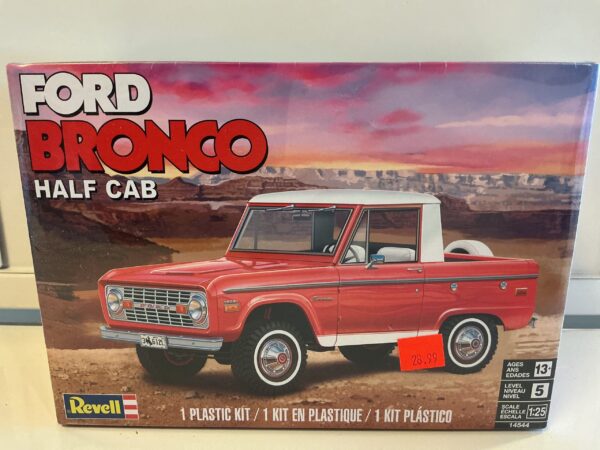 FORD
BRONCO
HALF CAB
28.99
Revell
1 PLASTIC KIT / 1 KIT EN PLASTIQUE / 1 KIT PLÁSTICO
AGES
ANS
EDADES
13+
LEVEL
NIVEAU
NIVEL
5
SCALE
ÉCHELLE
ESCALA
1:25
14544